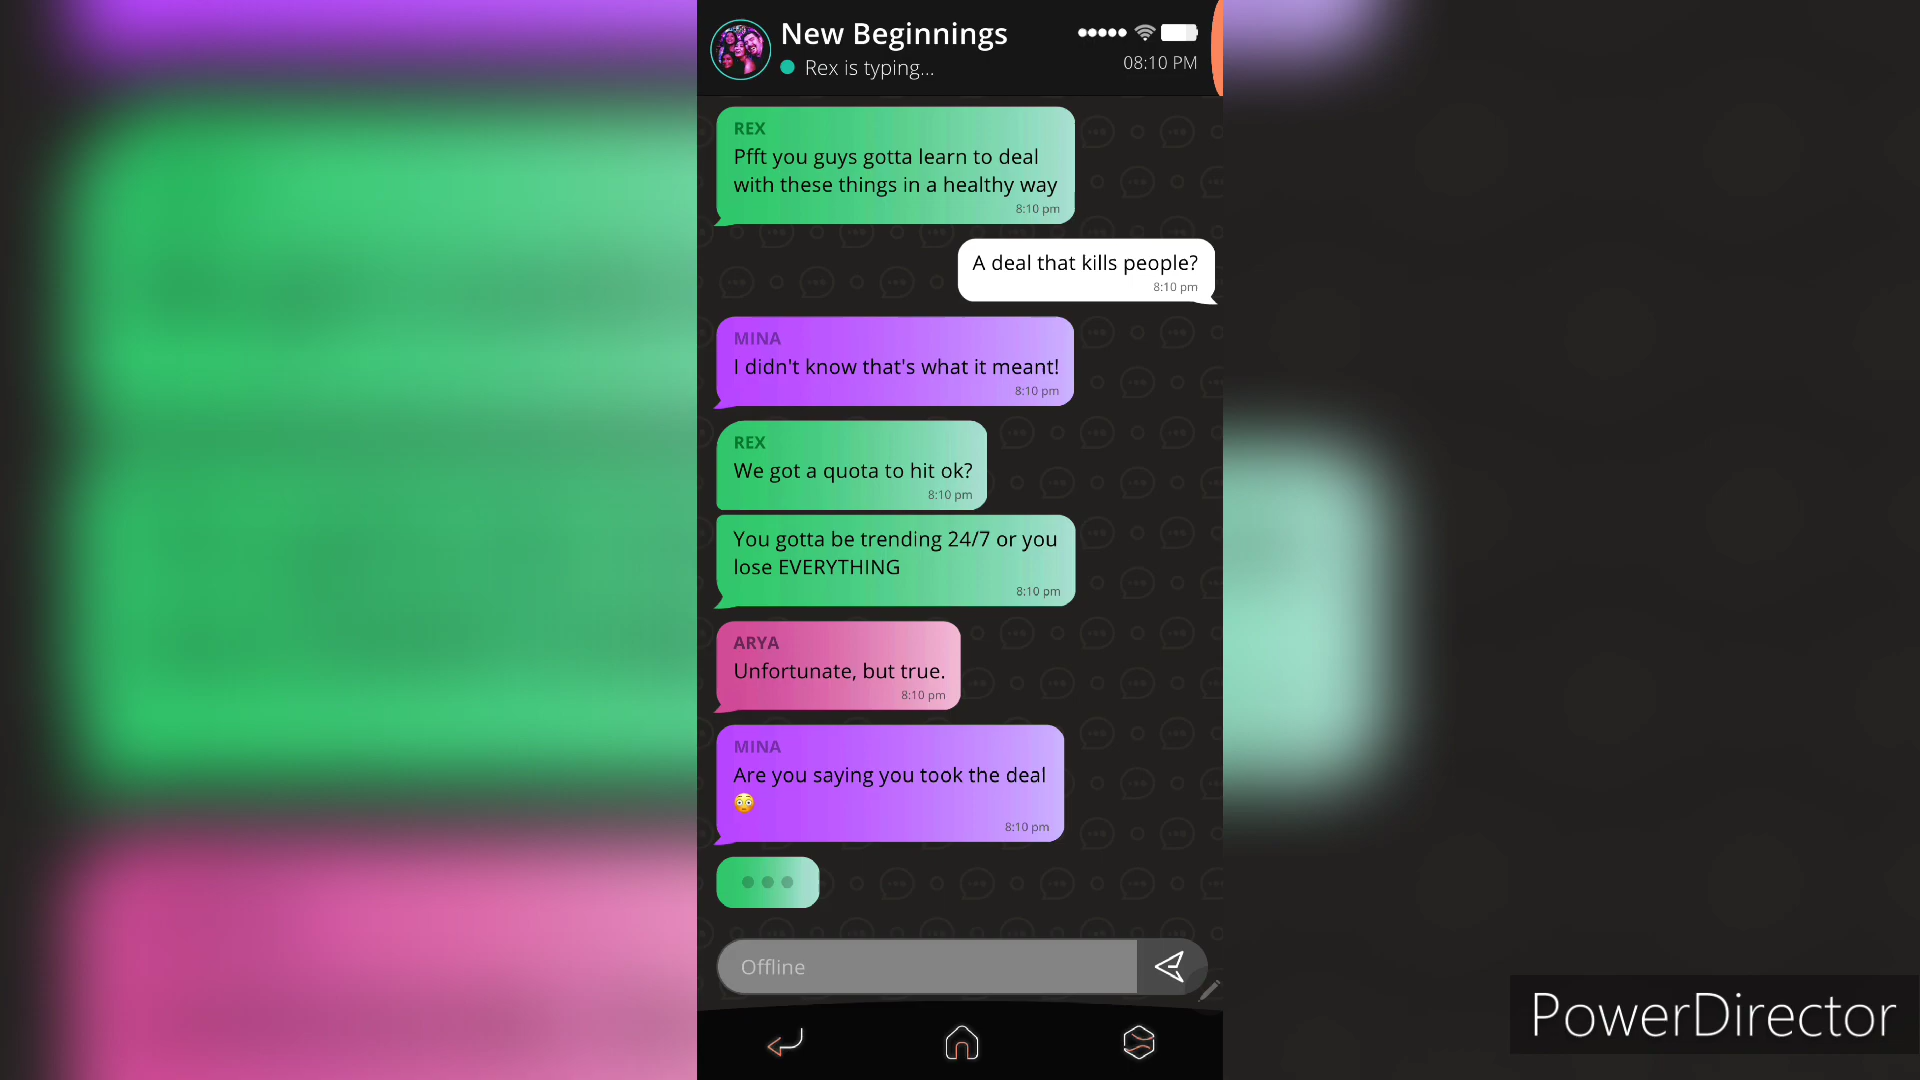 New Beginnings
Rex is typing...
08:10 PM
REX
Pfft you guys gotta learn to deal
with these things in a healthy way
8:10 pm
A deal that kills people?
8:10 pm
MINA
I didn't know that's what it meant!
8:10 pm
REX
We got a quota to hit ok?
8:10 pm
You gotta be trending 24/7 or you
lose EVERYTHING
8:10 pm
ARYA
Unfortunate, but true.
8:10 pm
MINA
Are you saying you took the deal
😳
8:10 pm
Offline
PowerDirector